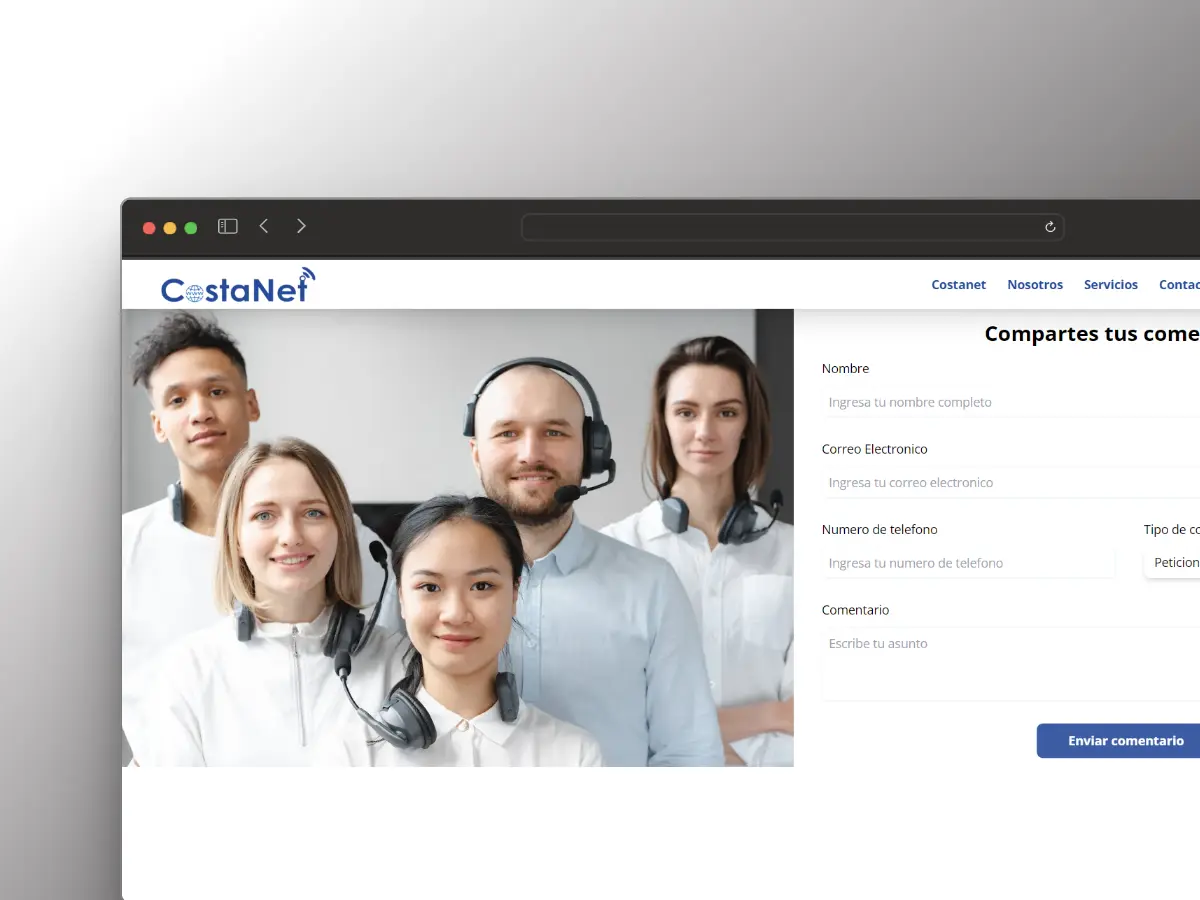 CostaNet
Costanet Nosotros Servicios Contac
Compartes tus come
Nombre
Ingresa tu nombre completo
Correo Electronico
Ingresa tu correo electronico
Numero de telefono Tipo de co
Ingresa tu numero de telefono Peticion
Comentario
Escribe tu asunto
Enviar comentario